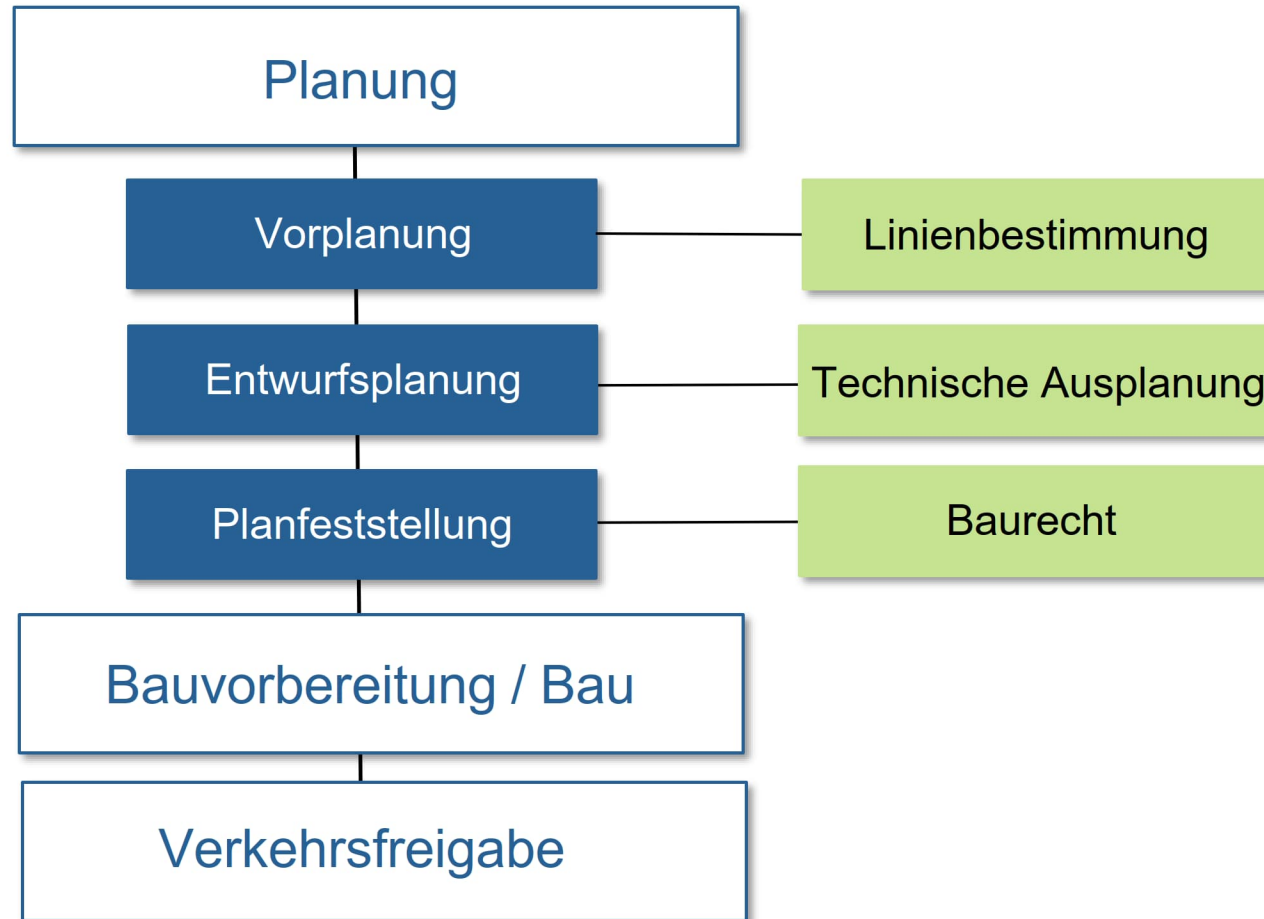 Planung
Vorplanung
Linienbestimmung
Entwurfsplanung
Technische Ausplanung
Planfeststellung
Baurecht
Bauvorbereitung / Bau
Verkehrsfreigabe